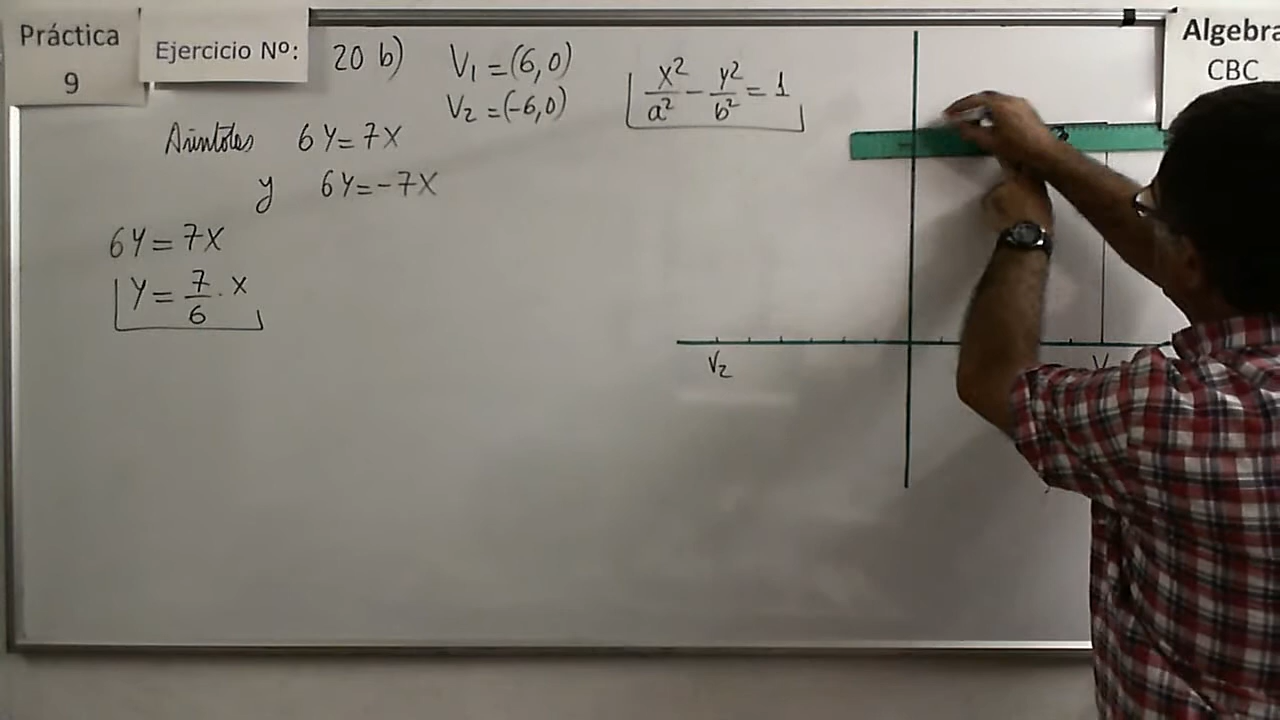 Práctica
9
Ejercicio Nº:
20 b)
V₁ = (6, 0)
V₂ = (-6, 0)
x²/a² - y²/b² = 1
Algebra
CBC
6Y = 7X
y 6Y = -7X
6Y = 7X
Y = 7/6 · X
V₂
V